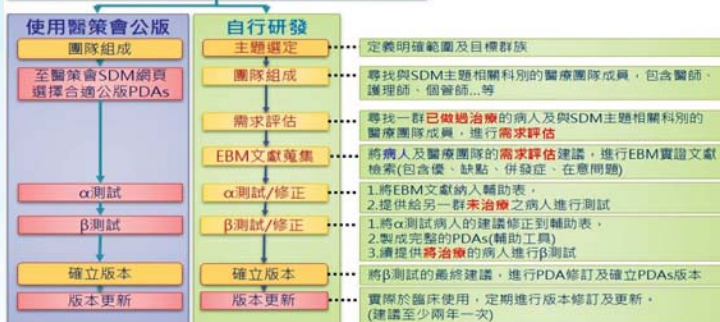 使用醫策會公版
團隊組成
至醫策會SDM網頁
選擇合適公版PDAs
α測試
β測試
確立版本
版本更新
自行研發
主題選定
團隊組成
需求評估
EBM文獻蒐集
α測試/修正
β測試/修正
確立版本
版本更新
定義明確範圍及目標群族
尋找與SDM主題相關科別的醫療團隊成員，包含醫師、
護理師、個管師...等
尋找一群已做過治療的病人及與SDM主題相關科別的
醫療團隊成員，進行需求評估
將病人及醫療團隊的需求評估建議，進行EBM實證文獻
檢索(包含優、缺點、併發症、在意問題)
1.將EBM文獻納入輔助表，
2.提供給另一群未治療之病人進行測試
1.將α測試病人的建議修正到輔助表，
2.製成完整的PDAs(輔助工具)
3.續提供將治療的病人進行β測試
將β測試的最終建議，進行PDA修訂及確立PDAs版本
實際於臨床使用，定期進行版本修訂及更新。
(建議至少兩年一次)